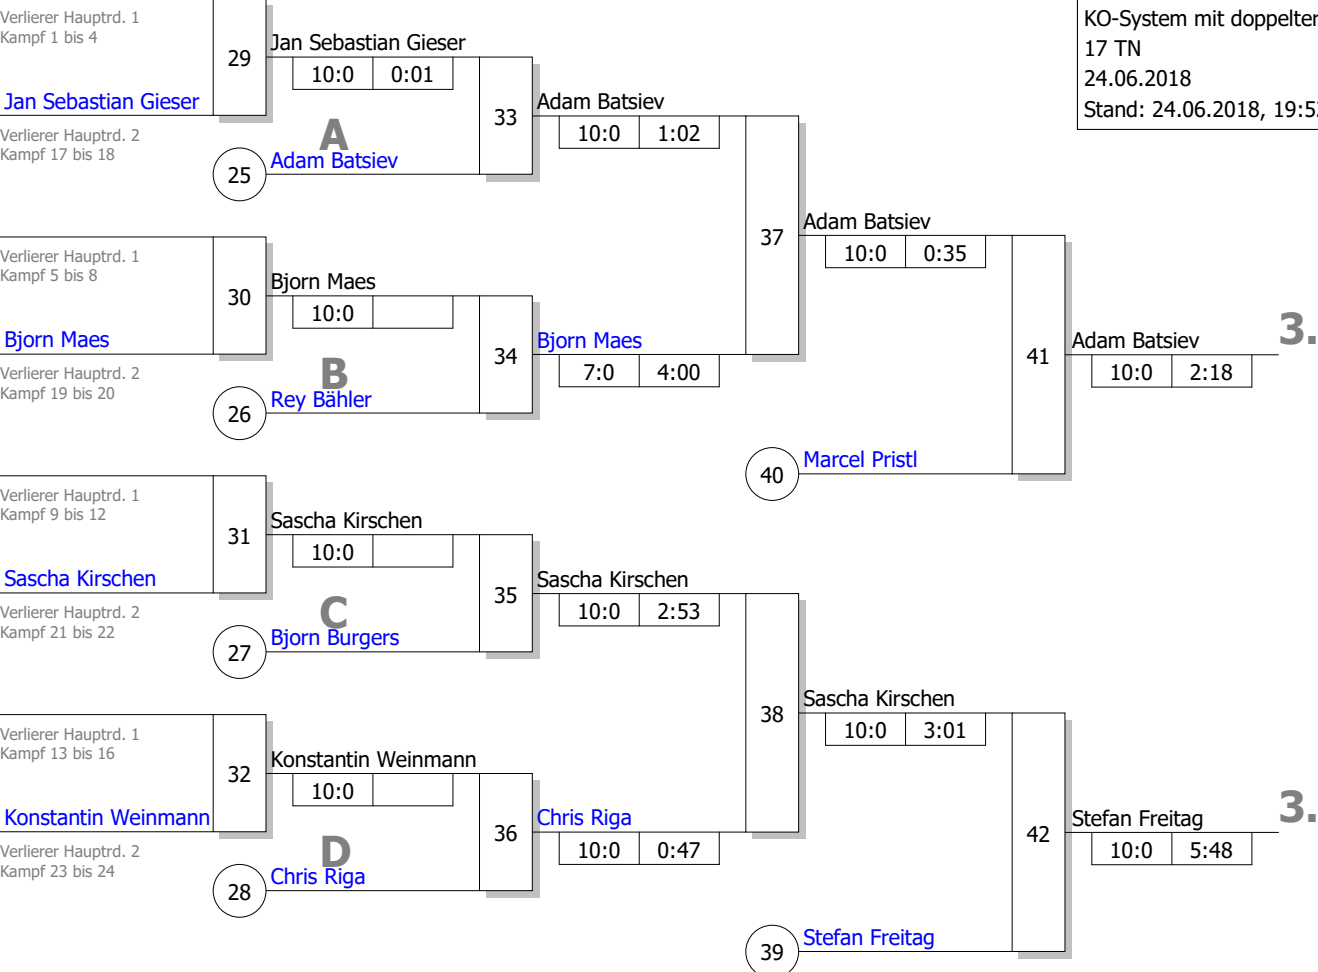 KO-System mit doppelter
17 TN
24.06.2018
Stand: 24.06.2018, 19:5
Verlierer Hauptrd. 1
Kampf 1 bis 4
29
Jan Sebastian Gieser
10:0 0:01
Jan Sebastian Gieser
Verlierer Hauptrd. 2
Kampf 17 bis 18
A
25
Adam Batsiev
33
Adam Batsiev
10:0 1:02
37
Adam Batsiev
10:0 0:35
Verlierer Hauptrd. 1
Kampf 5 bis 8
30
Bjorn Maes
10:0
Bjorn Maes
Verlierer Hauptrd. 2
Kampf 19 bis 20
B
26
Rey Bähler
34
Bjorn Maes
7:0 4:00
41
Adam Batsiev
10:0 2:18
3.
40
Marcel Pristl
Verlierer Hauptrd. 1
Kampf 9 bis 12
31
Sascha Kirschen
10:0
Sascha Kirschen
Verlierer Hauptrd. 2
Kampf 21 bis 22
C
27
Bjorn Burgers
35
Sascha Kirschen
10:0 2:53
38
Sascha Kirschen
10:0 3:01
Verlierer Hauptrd. 1
Kampf 13 bis 16
32
Konstantin Weinmann
10:0
Konstantin Weinmann
Verlierer Hauptrd. 2
Kampf 23 bis 24
D
28
Chris Riga
36
Chris Riga
10:0 0:47
42
Stefan Freitag
10:0 5:48
3.
39
Stefan Freitag